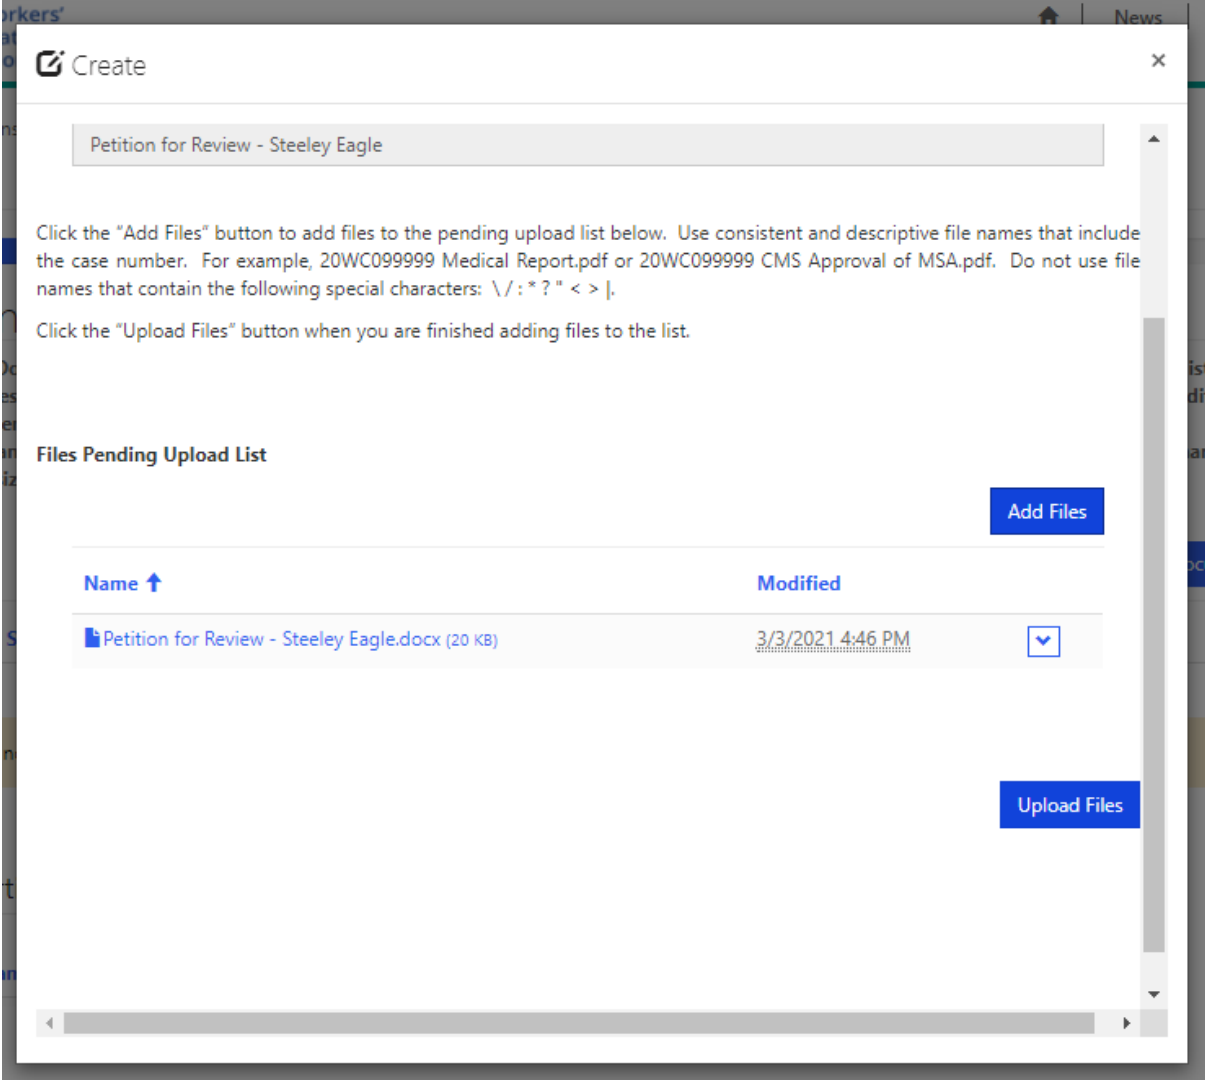 orkers'
News
Create
×
Petition for Review - Steeley Eagle
Click the "Add Files" button to add files to the pending upload list below. Use consistent and descriptive file names that include
the case number. For example, 20WC099999 Medical Report.pdf or 20WC099999 CMS Approval of MSA.pdf. Do not use file
names that contain the following special characters: \ / : * ? " < > |.
Click the "Upload Files" button when you are finished adding files to the list.
Files Pending Upload List
Add Files
Name Modified
Petition for Review - Steeley Eagle.docx (20 KB) 3/3/2021 4:46 PM
Upload Files